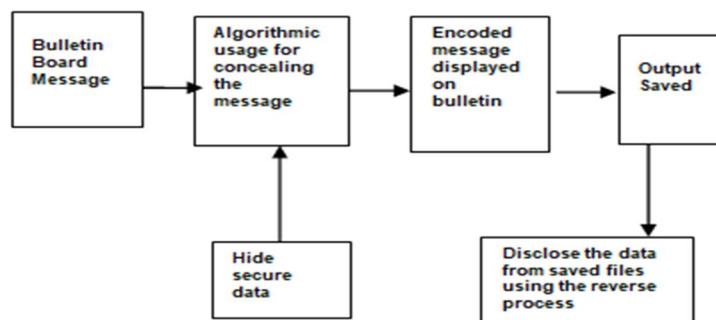 Bulletin
Board
Message
Algorithmic
usage for
concealing
the
message
Encoded
message
displayed
on
bulletin
Output
Saved
Hide
secure
data
Disclose the data
from saved files
using the reverse
process